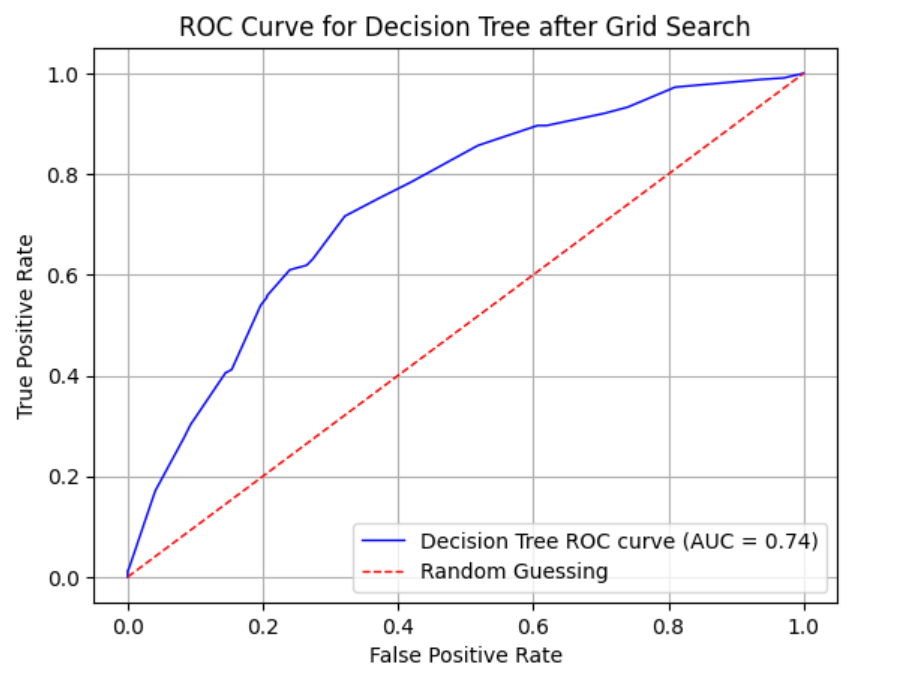 ROC Curve for Decision Tree after Grid Search
1.0
0.8
0.6
0.4
0.2
0.0
True Positive Rate
Decision Tree ROC curve (AUC = 0.74)
Random Guessing
0.0 0.2 0.4 0.6 0.8 1.0
False Positive Rate